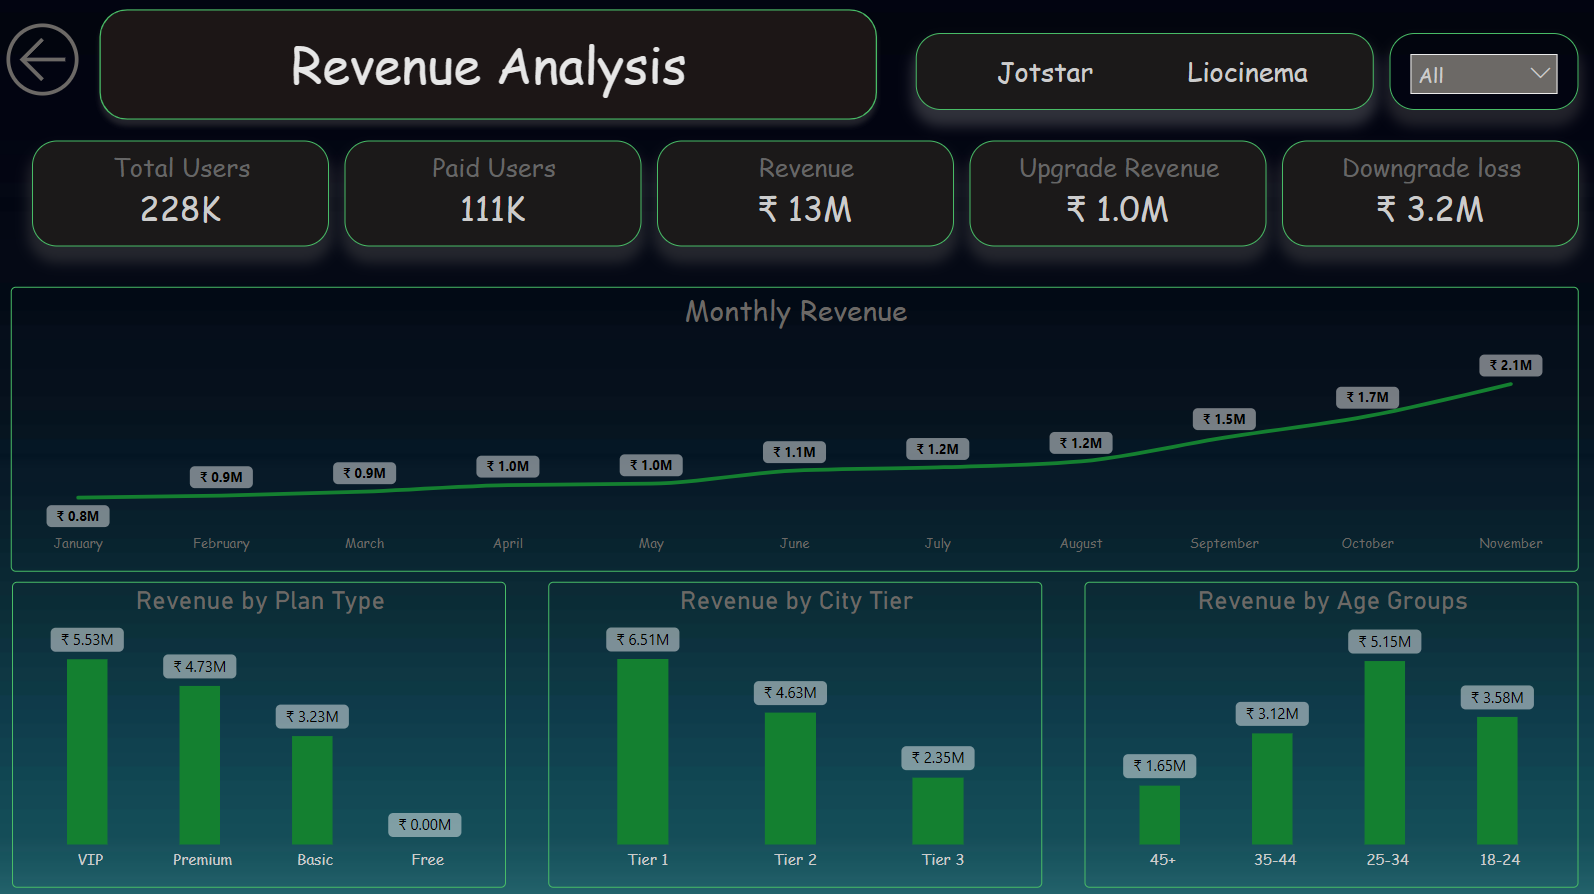 Revenue Analysis
Jotstar
Liocinema
All
Total Users
228K
Paid Users
111K
Revenue
₹ 13M
Upgrade Revenue
₹ 1.0M
Downgrade loss
₹ 3.2M
Monthly Revenue
₹ 0.8M
₹ 0.9M
₹ 0.9M
₹ 1.0M
₹ 1.0M
₹ 1.1M
₹ 1.2M
₹ 1.2M
₹ 1.5M
₹ 1.7M
₹ 2.1M
January
February
March
April
May
June
July
August
September
October
November
Revenue by Plan Type
₹ 5.53M
₹ 4.73M
₹ 3.23M
₹ 0.00M
VIP
Premium
Basic
Free
Revenue by City Tier
₹ 6.51M
₹ 4.63M
₹ 2.35M
Tier 1
Tier 2
Tier 3
Revenue by Age Groups
₹ 1.65M
₹ 3.12M
₹ 5.15M
₹ 3.58M
45+
35-44
25-34
18-24